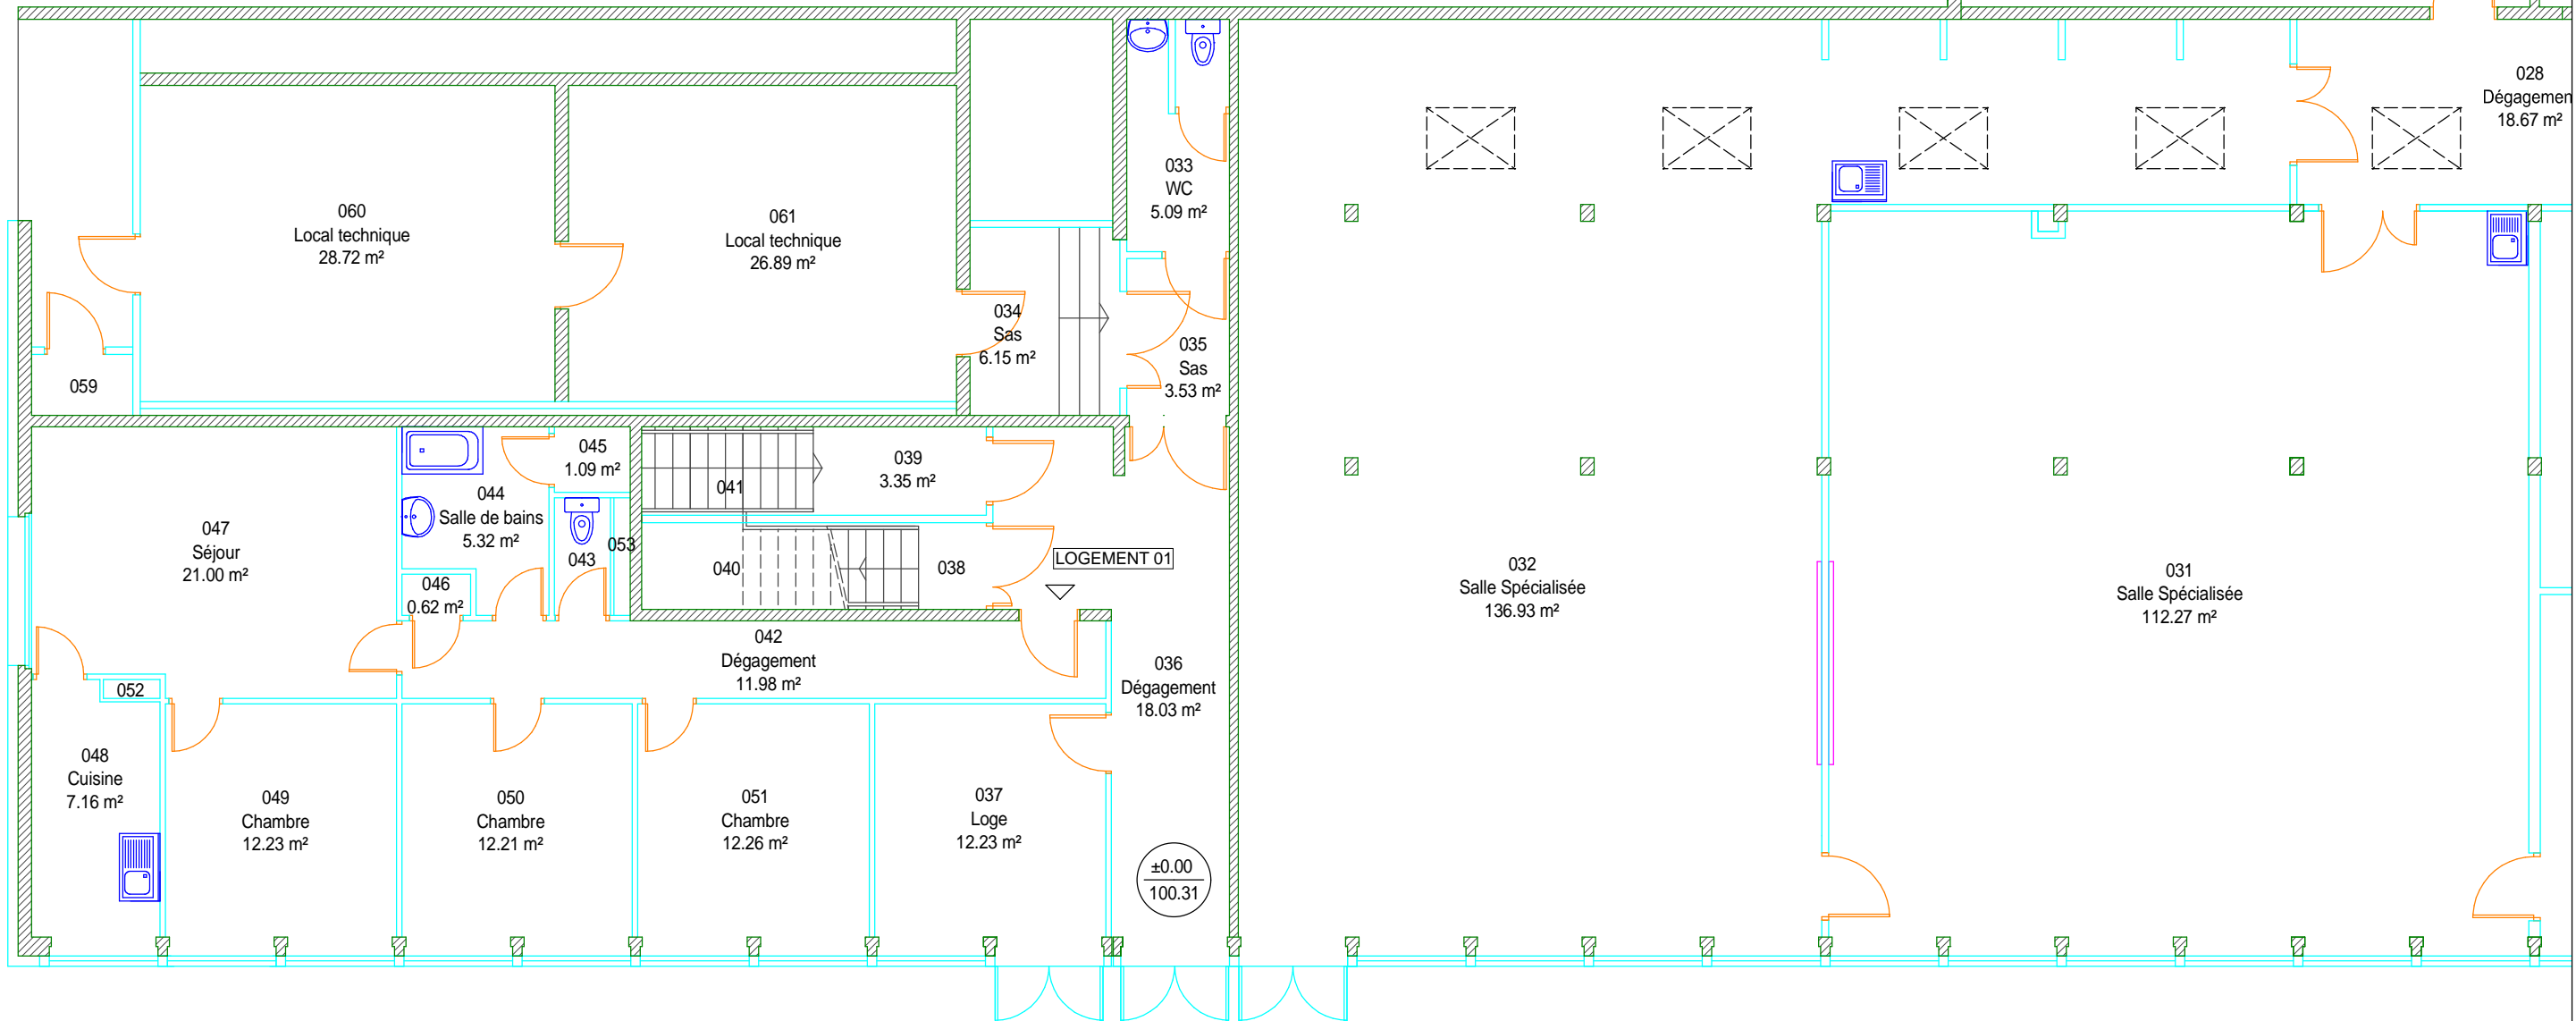 028
Dégagemen
18.67 m²
033
WC
5.09 m²
060
Local technique
28.72 m²
061
Local technique
26.89 m²
034
Sas
6.15 m²
035
Sas
3.53 m²
059
045
1.09 m²
039
3.35 m²
041
044
Salle de bains
5.32 m²
047
Séjour
21.00 m²
043
053
040
038
LOGEMENT 01
046
0.62 m²
032
Salle Spécialisée
136.93 m²
031
Salle Spécialisée
112.27 m²
042
Dégagement
11.98 m²
036
Dégagement
18.03 m²
052
048
Cuisine
7.16 m²
049
Chambre
12.23 m²
050
Chambre
12.21 m²
051
Chambre
12.26 m²
037
Loge
12.23 m²
±0.00
100.31